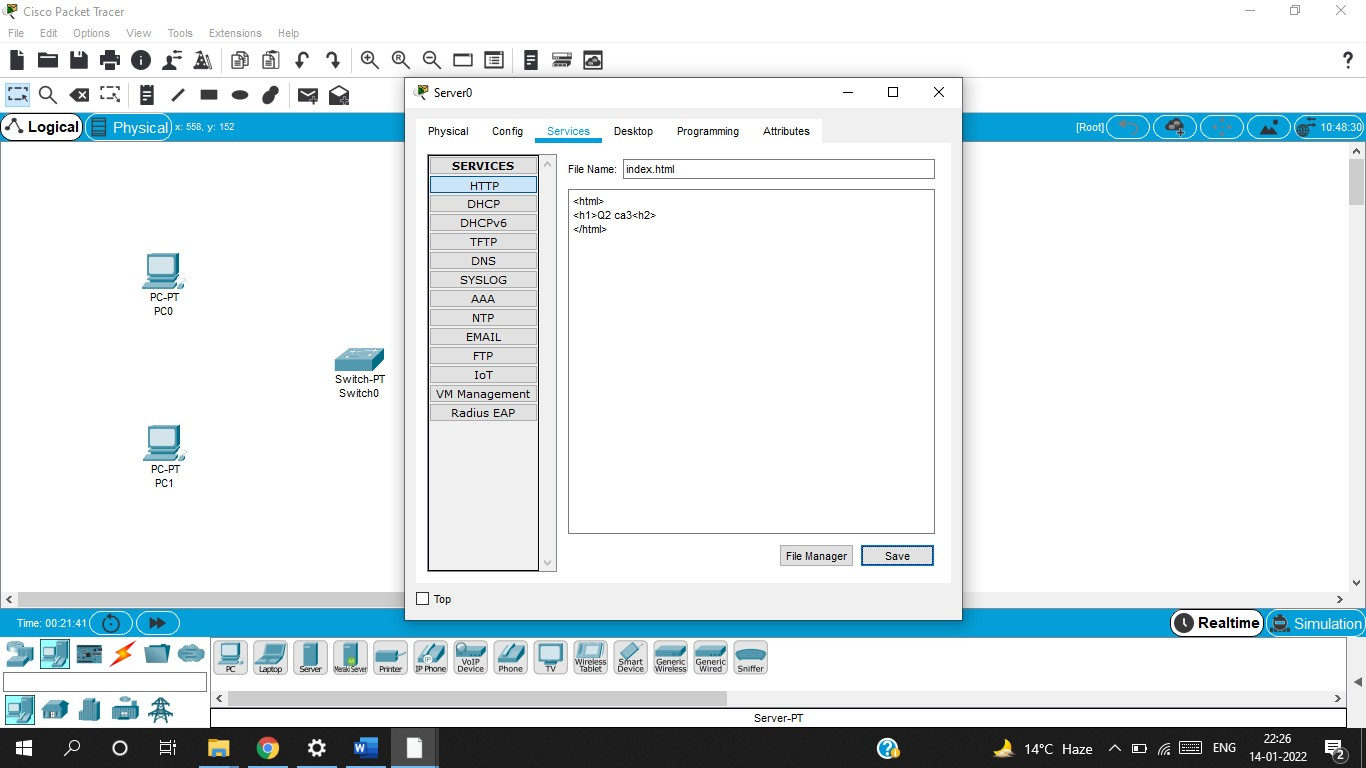 Cisco Packet Tracer
File Edit Options View Tools Extensions Help
?
Logical Physical x: 558, y: 152 [Root] 10:48:30
Server0
Physical Config Services Desktop Programming Attributes
SERVICES
HTTP
DHCP
DHCPv6
TFTP
DNS
SYSLOG
AAA
NTP
EMAIL
FTP
IoT
VM Management
Radius EAP
File Name: index.html
<html>
<h1>Q2 ca3<h2>
</html>
File Manager Save
Top
PC-PT
PC0
Switch-PT
Switch0
PC-PT
PC1
Time: 00:21:41 Realtime Simulation
PC Laptop Server Meraki Server Printer IP Phone VoIP Device Phone TV Wireless Tablet Smart Device Generic Wireless Generic Wired Sniffer
Server-PT
14°C Haze ENG 22:26
14-01-2022 2